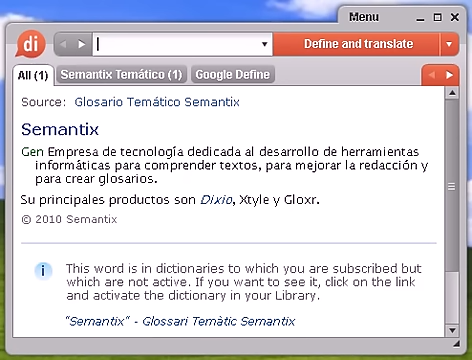 Menu
di
Define and translate
All (1)
Semantix Temático (1)
Google Define
Source: Glosario Temático Semantix
Semantix
Gen Empresa de tecnología dedicada al desarrollo de herramientas
informáticas para comprender textos, para mejorar la redacción y
para crear glosarios.
Su principales productos son Dixio, Xtyle y Gloxr.
© 2010 Semantix
i
This word is in dictionaries to which you are subscribed but
which are not active. If you want to see it, click on the link
and activate the dictionary in your Library.
"Semantix" - Glossari Temàtic Semantix